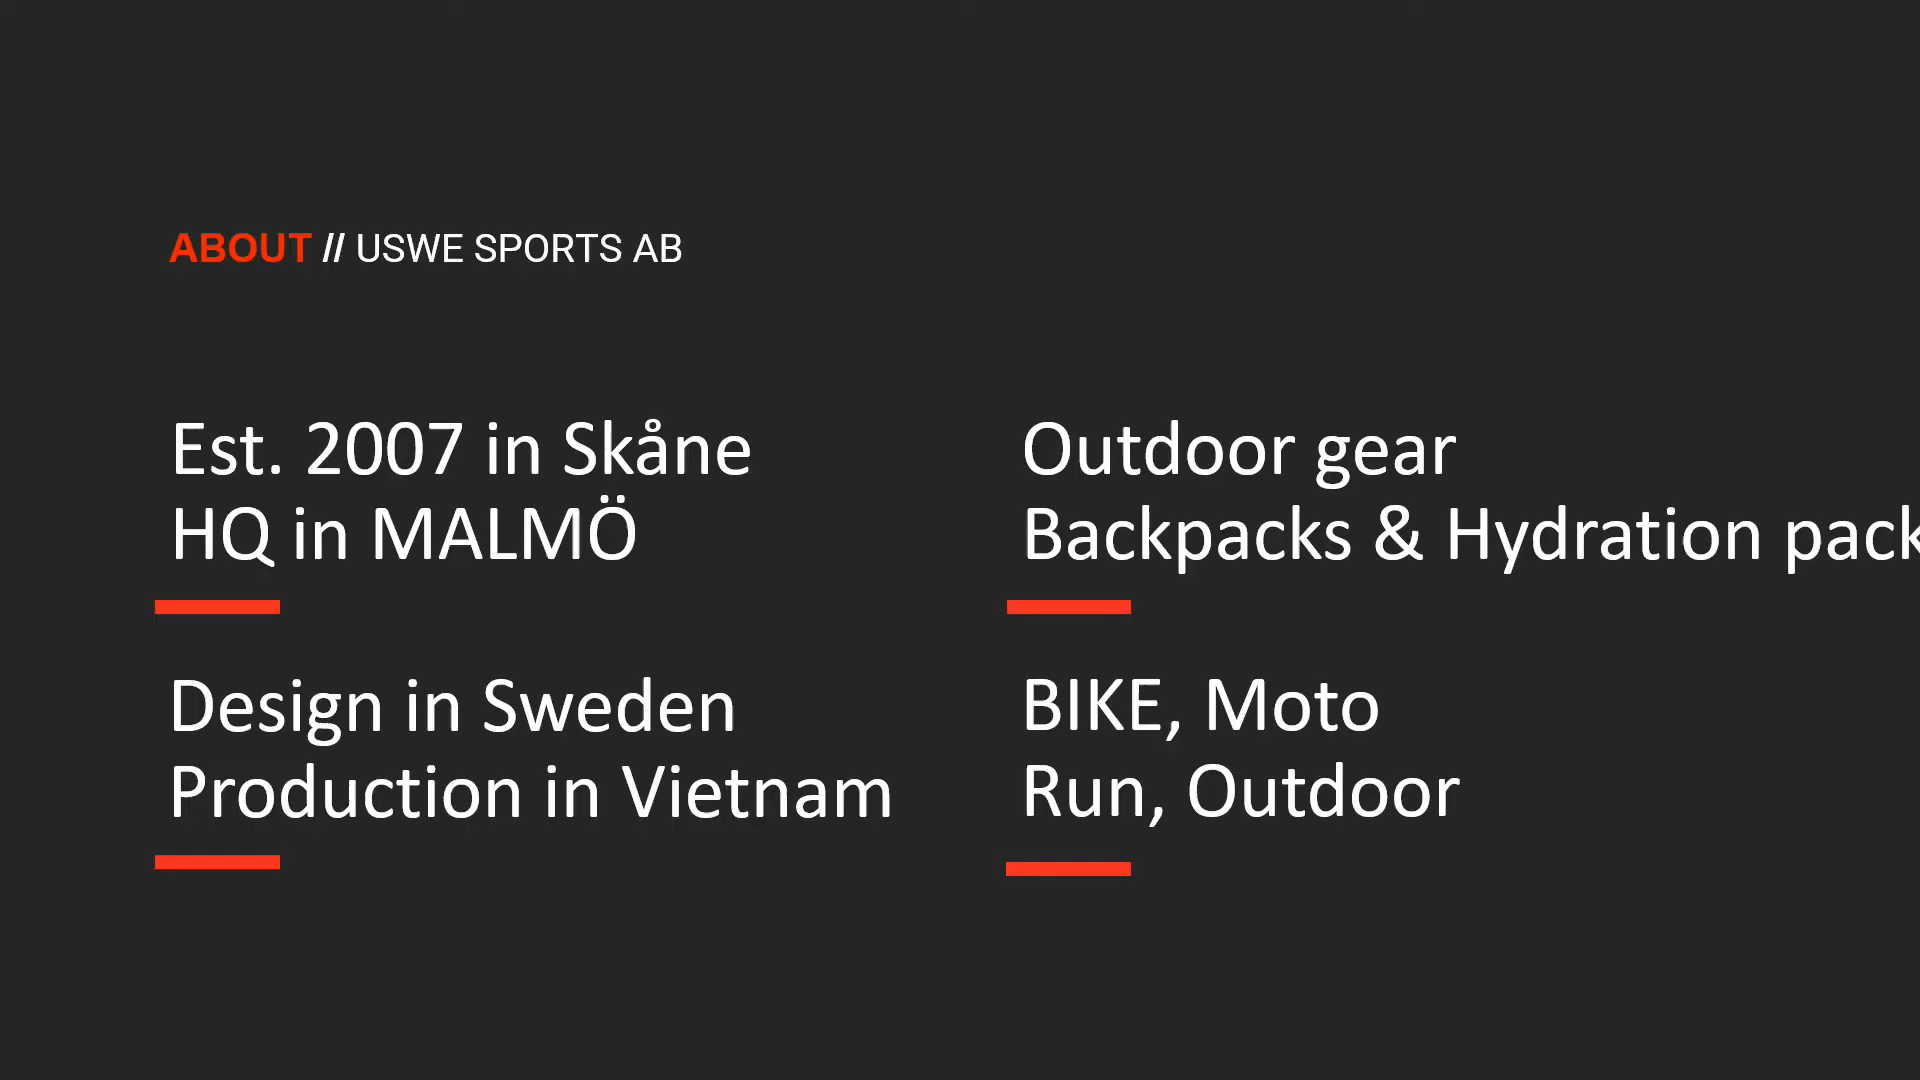 ABOUT // USWE SPORTS AB
Est. 2007 in Skåne
HQ in MALMÖ
Outdoor gear
Backpacks & Hydration pack
Design in Sweden
Production in Vietnam
BIKE, Moto
Run, Outdoor